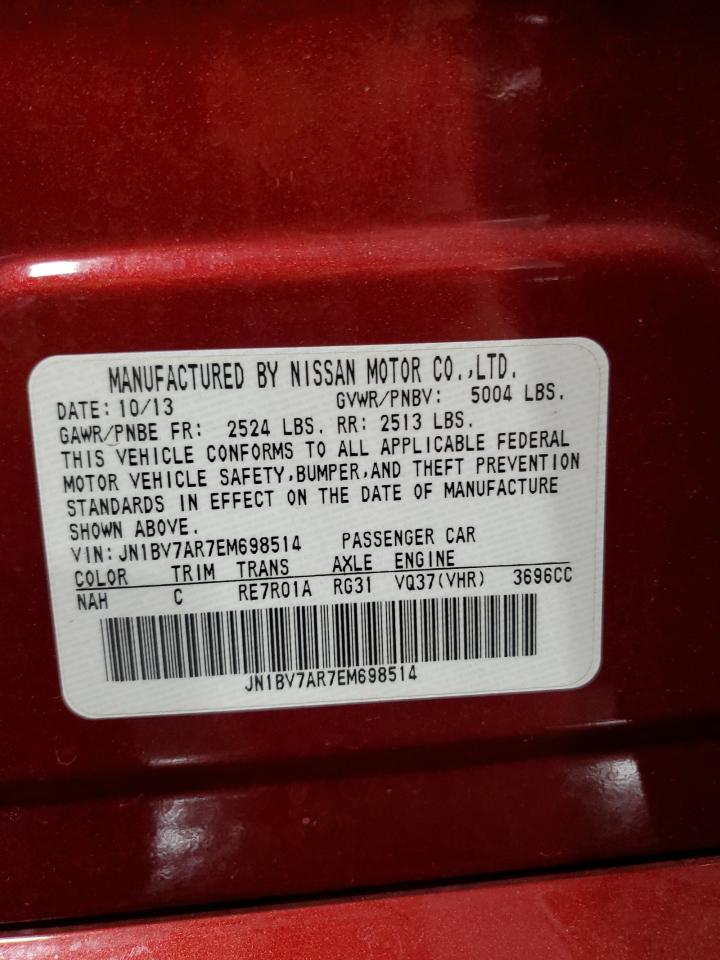 MANUFACTURED BY NISSAN MOTOR CO.,LTD.
DATE: 10/13 GVWR/PNBV: 5004 LBS.
GAWR/PNBE FR: 2524 LBS. RR: 2513 LBS.
THIS VEHICLE CONFORMS TO ALL APPLICABLE FEDERAL
MOTOR VEHICLE SAFETY,BUMPER,AND THEFT PREVENTION
STANDARDS IN EFFECT ON THE DATE OF MANUFACTURE
SHOWN ABOVE.
VIN: JN1BV7AR7EM698514 PASSENGER CAR
COLOR TRIM TRANS AXLE ENGINE
NAH C RE7R01A RG31 VQ37(VHR) 3696CC
JN1BV7AR7EM698514